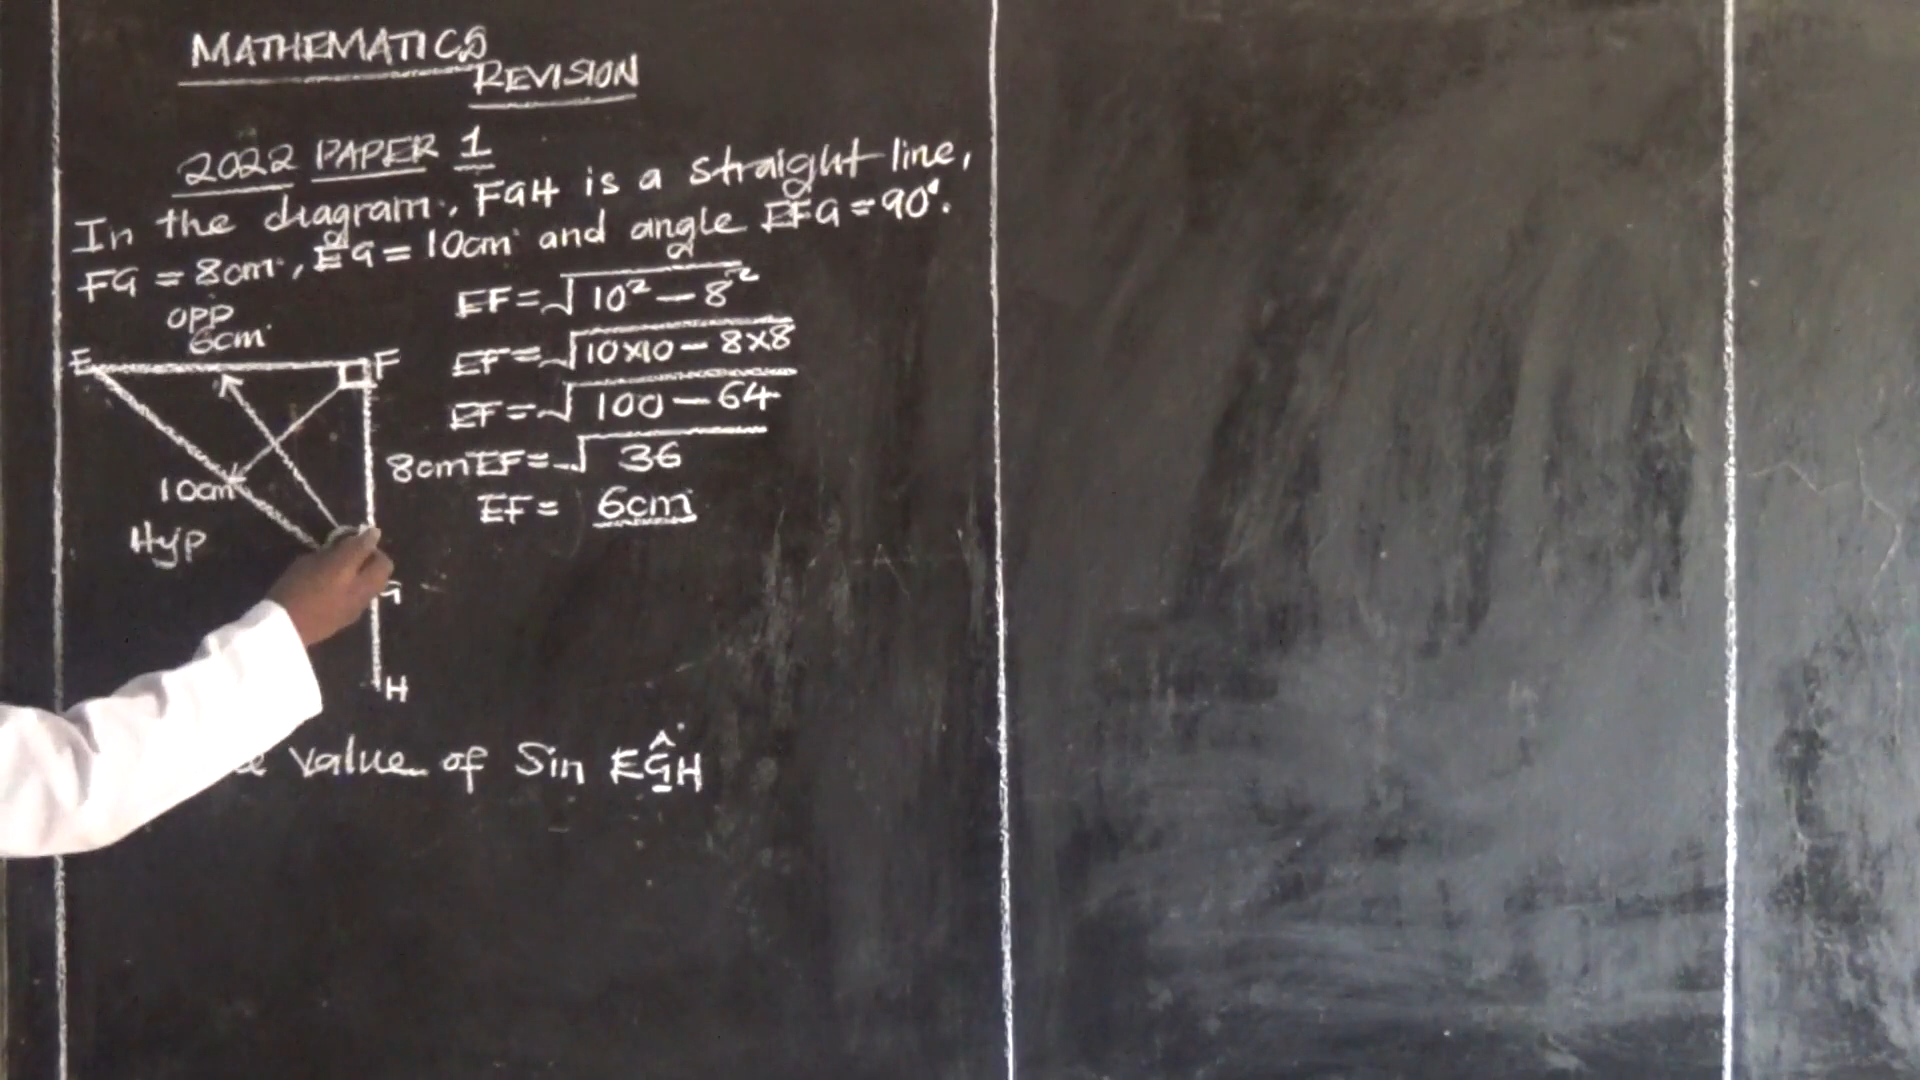 MATHEMATICS
REVISION
2022 PAPER 1
In the diagram, FGH is a straight line,
FG = 8cm, EG = 10cm and angle EFG = 90°.
opp
6cm
E
F
10cm
Hyp
8cm
G
H
EF = √10² - 8²
EF = √10×10 - 8×8
EF = √100 - 64
EF = √36
EF = 6cm
value of Sin EĜH